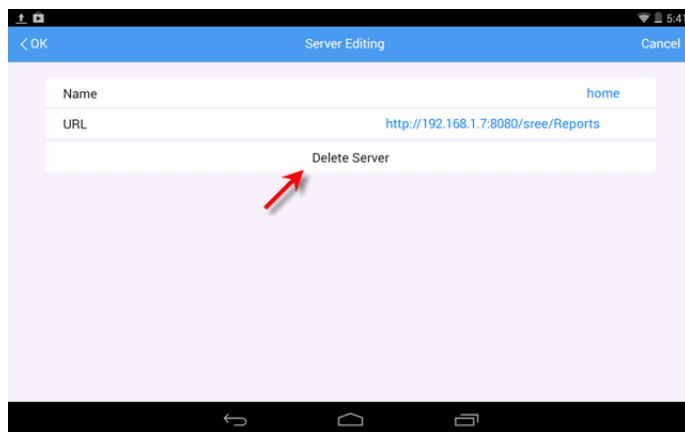 5:41
OK Server Editing Cancel
Name home
URL http://192.168.1.7:8080/sree/Reports
Delete Server